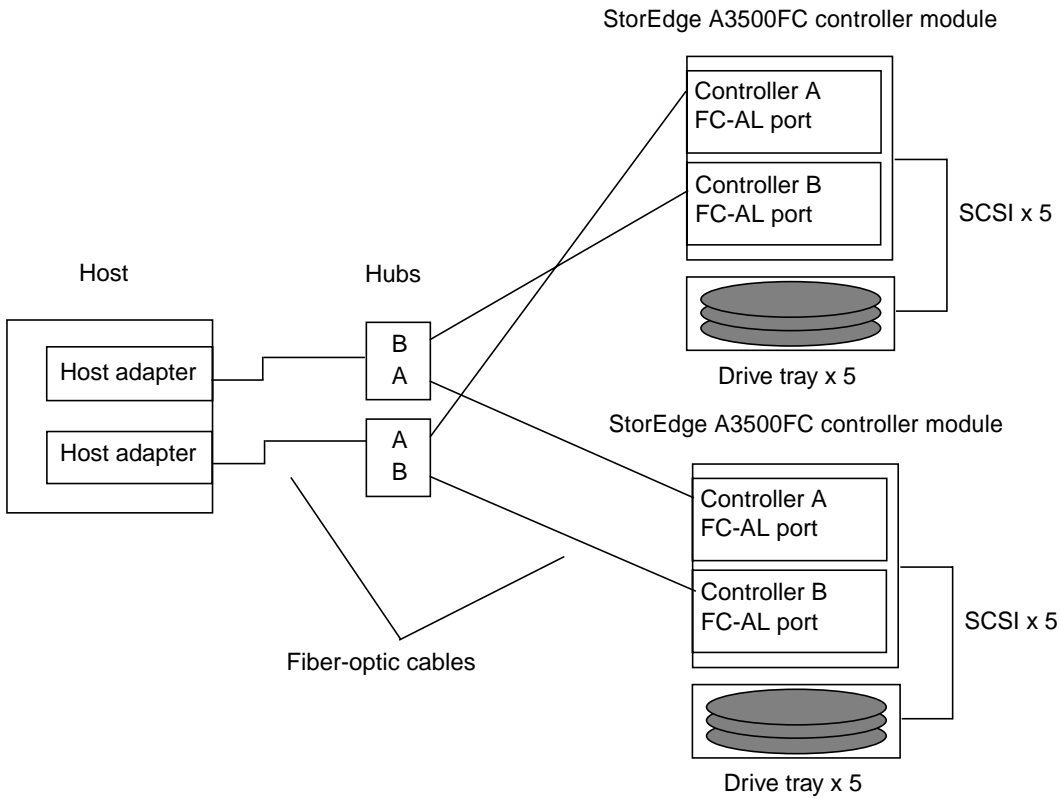 StorEdge A3500FC controller module
Controller A
FC-AL port
Controller B
FC-AL port
SCSI x 5
Drive tray x 5
Host
Hubs
Host adapter
Host adapter
B
A
A
B
StorEdge A3500FC controller module
Controller A
FC-AL port
Controller B
FC-AL port
SCSI x 5
Drive tray x 5
Fiber-optic cables